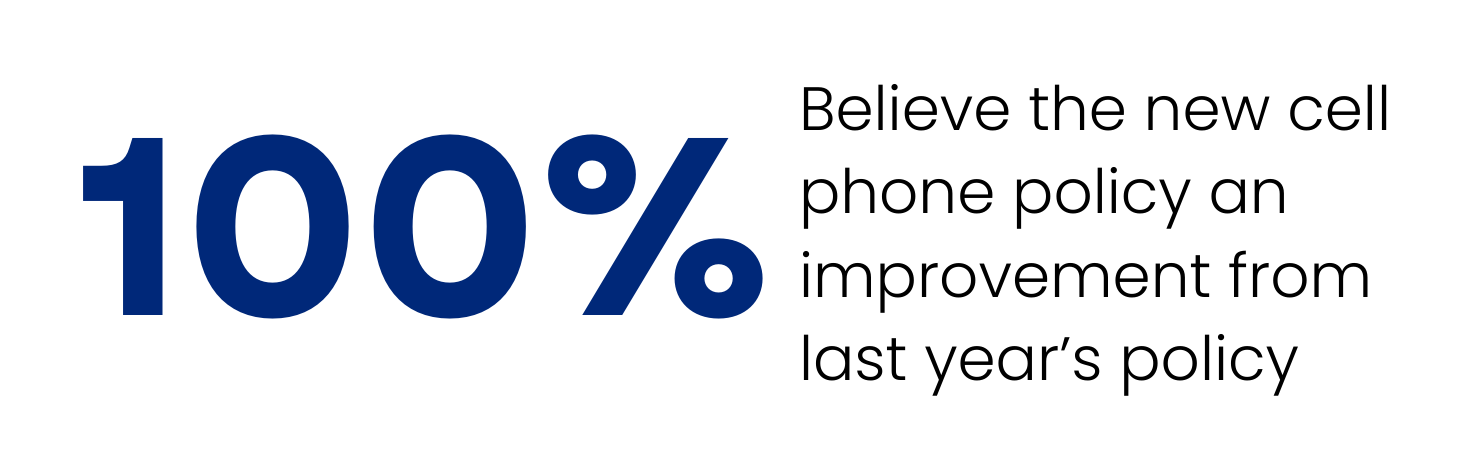 100%
Believe the new cell
phone policy an
improvement from
last year’s policy